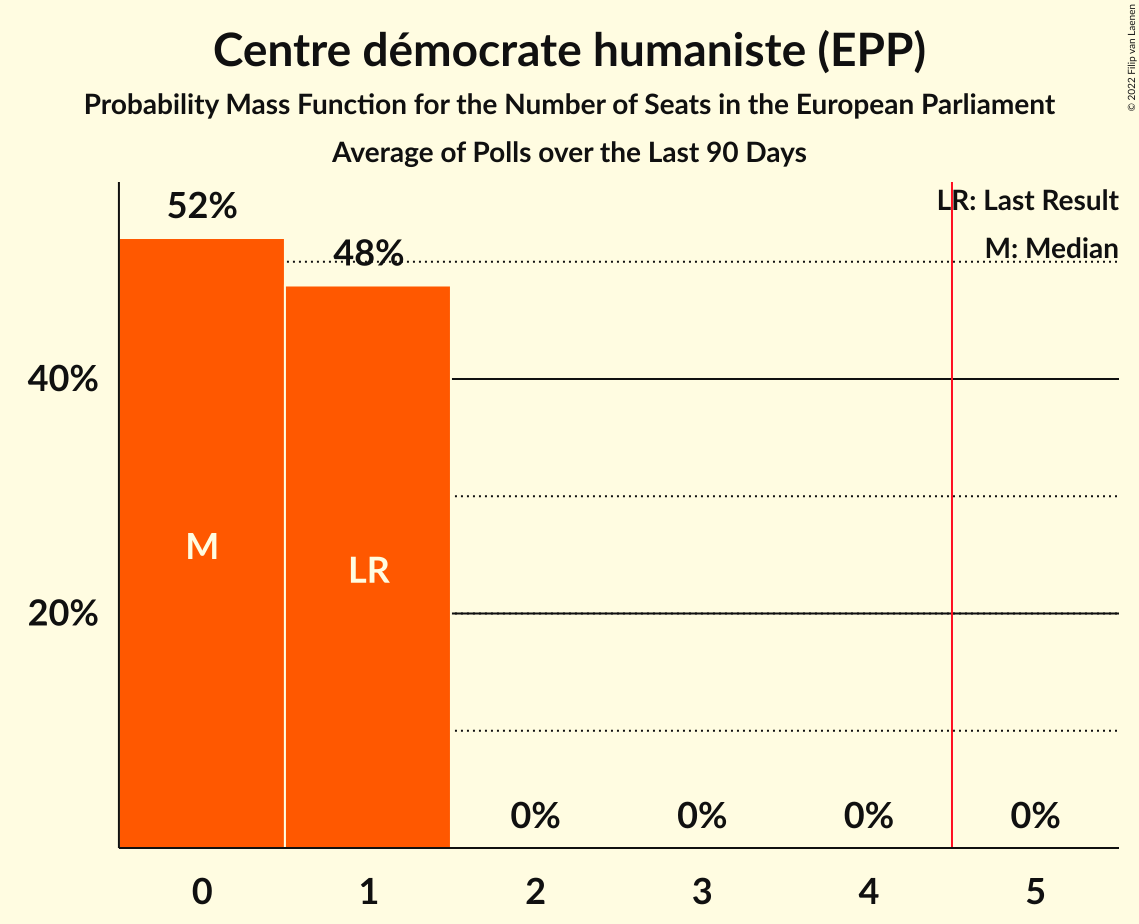 Centre démocrate humaniste (EPP)
Probability Mass Function for the Number of Seats in the European Parliament
Average of Polls over the Last 90 Days
© 2022 Filip van Laenen
LR: Last Result
M: Median
52%
48%
40%
20%
M
LR
0%
0%
0%
0%
0
1
2
3
4
5